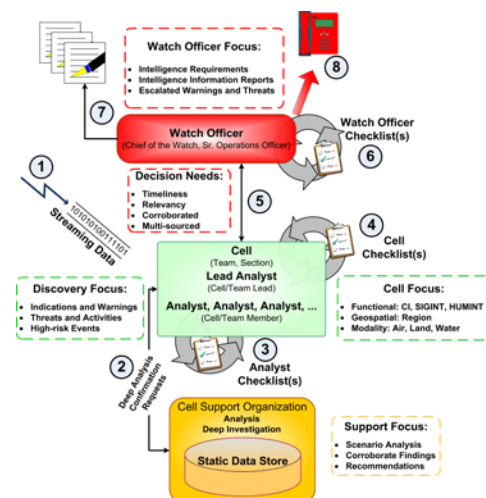 Watch Officer Focus:
• Intelligence Requirements
• Intelligence Information Reports
• Escalated Warnings and Threats
8
7
Watch Officer
(Chief of the Watch, Sr. Operations Officer)
Watch Officer
Checklist(s)
6
1
101010100111101
Streaming Data
Decision Needs:
• Timeliness
• Relevancy
• Corroborated
• Multi-sourced
5
4
Cell
Checklist(s)
Cell
(Team, Section)
Lead Analyst
(Cell/Team Lead)
Analyst, Analyst, Analyst, ...
(Cell/Team Member)
Discovery Focus:
• Indications and Warnings
• Threats and Activities
• High-risk Events
Cell Focus:
• Functional: CI, SIGINT, HUMINT
• Geospatial: Region
• Modality: Air, Land, Water
2
Deep Analysis
Confirmation
Requests
3
Analyst
Checklist(s)
Cell Support Organization
Analysis
Deep Investigation
Static Data Store
Support Focus:
• Scenario Analysis
• Corroborate Findings
• Recommendations